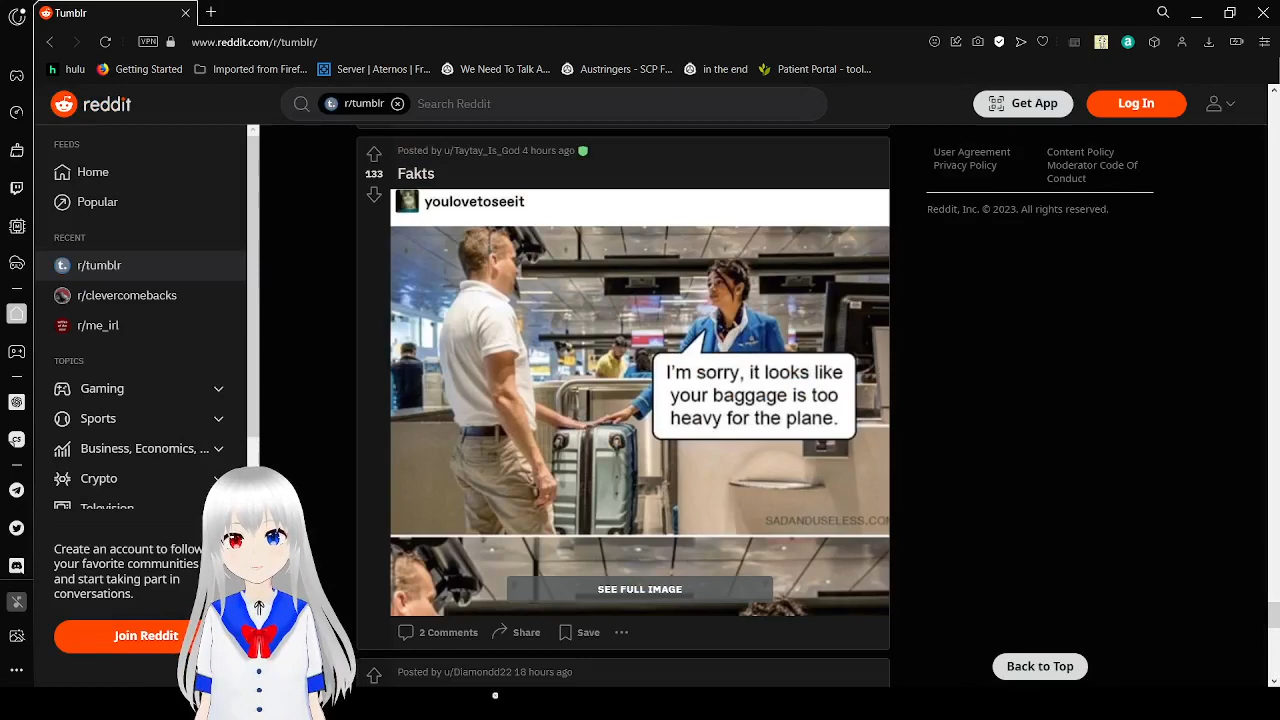 Tumblr
VPN
www.reddit.com/r/tumblr/
hulu
Getting Started
Imported from Firef...
Server | Aternos | Fr...
We Need To Talk A...
Austringers - SCP F...
in the end
Patient Portal - tool...
reddit
r/tumblr
Search Reddit
Get App
Log In
FEEDS
Home
Popular
RECENT
r/tumblr
r/clevercomebacks
r/me_irl
TOPICS
Gaming
Sports
Business, Economics, ...
Crypto
Television
Create an account to follow
your favorite communities
and start taking part in
conversations.
Join Reddit
Posted by u/Taytay_Is_God 4 hours ago
133
Fakts
youlovetoseeit
I'm sorry, it looks like
your baggage is too
heavy for the plane.
SADANDUSELESS.COM
SEE FULL IMAGE
2 Comments
Share
Save
Posted by u/Diamondd22 18 hours ago
User Agreement
Privacy Policy
Content Policy
Moderator Code Of
Conduct
Reddit, Inc. © 2023. All rights reserved.
Back to Top